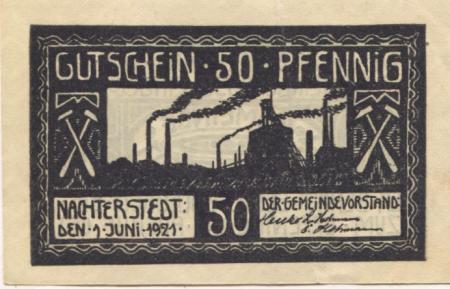 GUTSCHEIN · 50 · PFENNIG
NACHTERSTEDT:
DEN · 1 · JUNI · 1921 ·
50
DER · GEMEINDEVORSTAND: